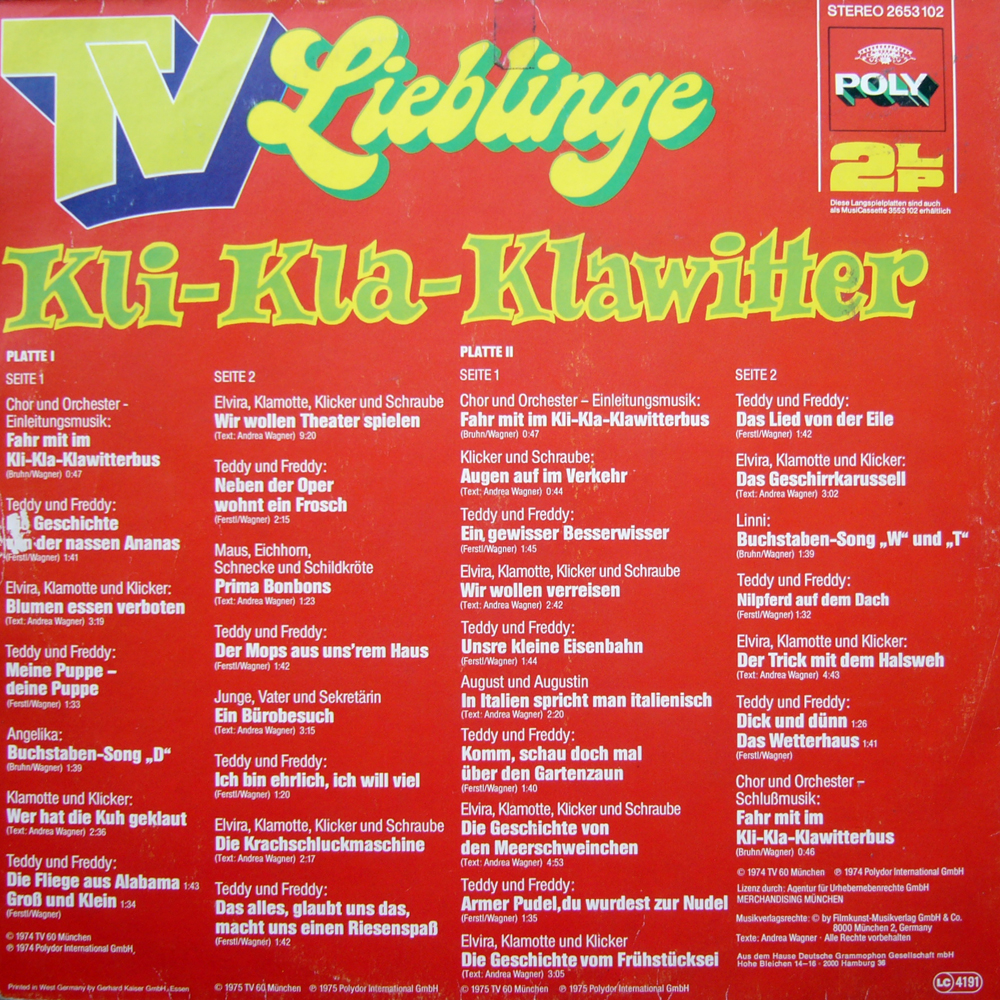 TV Lieblinge
STEREO 2653 102
POLY
2 LP
Diese Langspielplatten sind auch
als MusiCassette 3553 102 erhältlich
Kli-Kla-Klawitter
PLATTE I
SEITE 1
Chor und Orchester -
Einleitungsmusik:
Fahr mit im
Kli-Kla-Klawitterbus
(Bruhn/Wagner) 0:47
Teddy und Freddy:
Geschichte
der nassen Ananas
(Ferstl/Wagner) 1:41
Elvira, Klamotte und Klicker:
Blumen essen verboten
(Text: Andrea Wagner) 3:19
Teddy und Freddy:
Meine Puppe –
deine Puppe
(Ferstl/Wagner) 1:33
Angelika:
Buchstaben-Song „D“
(Bruhn/Wagner) 1:39
Klamotte und Klicker:
Wer hat die Kuh geklaut
(Text: Andrea Wagner) 2:36
Teddy und Freddy:
Die Fliege aus Alabama 1:43
Groß und Klein 1:34
(Ferstl/Wagner)
© 1974 TV 60 München
℗ 1974 Polydor International GmbH,
Printed in West Germany by Gerhard Kaiser GmbH, Essen
SEITE 2
Elvira, Klamotte, Klicker und Schraube
Wir wollen Theater spielen
(Text: Andrea Wagner) 9:20
Teddy und Freddy:
Neben der Oper
wohnt ein Frosch
(Ferstl/Wagner) 2:15
Maus, Eichhorn,
Schnecke und Schildkröte
Prima Bonbons
(Text: Andrea Wagner) 1:23
Teddy und Freddy:
Der Mops aus uns'rem Haus
(Ferstl/Wagner) 1:42
Junge, Vater und Sekretärin
Ein Bürobesuch
(Text: Andrea Wagner) 3:15
Teddy und Freddy:
Ich bin ehrlich, ich will viel
(Ferstl/Wagner) 1:20
Elvira, Klamotte, Klicker und Schraube
Die Krachschluckmaschine
(Text: Andrea Wagner) 2:17
Teddy und Freddy:
Das alles, glaubt uns das,
macht uns einen Riesenspaß
(Ferstl/Wagner) 1:42
© 1975 TV 60 München ℗ 1975 Polydor International GmbH
PLATTE II
SEITE 1
Chor und Orchester – Einleitungsmusik:
Fahr mit im Kli-Kla-Klawitterbus
(Bruhn/Wagner) 0:47
Klicker und Schraube:
Augen auf im Verkehr
(Text: Andrea Wagner) 0:44
Teddy und Freddy:
Ein gewisser Besserwisser
(Ferstl/Wagner) 1:45
Elvira, Klamotte, Klicker und Schraube
Wir wollen verreisen
(Text: Andrea Wagner) 2:42
Teddy und Freddy:
Unsre kleine Eisenbahn
(Ferstl/Wagner) 1:44
August und Augustin
In Italien spricht man italienisch
(Text: Andrea Wagner) 2:20
Teddy und Freddy:
Komm, schau doch mal
über den Gartenzaun
(Ferstl/Wagner) 1:40
Elvira, Klamotte, Klicker und Schraube
Die Geschichte von
den Meerschweinchen
(Text: Andrea Wagner) 4:53
Teddy und Freddy:
Armer Pudel, du wurdest zur Nudel
(Ferstl/Wagner) 1:35
Elvira, Klamotte und Klicker
Die Geschichte vom Frühstücksei
(Text: Andrea Wagner) 3:05
© 1975 TV 60 München ℗ 1975 Polydor International GmbH
SEITE 2
Teddy und Freddy:
Das Lied von der Eile
(Ferstl/Wagner) 1:42
Elvira, Klamotte und Klicker:
Das Geschirrkarussell
(Text: Andrea Wagner) 3:02
Linni:
Buchstaben-Song „W“ und „T“
(Bruhn/Wagner) 1:39
Teddy und Freddy:
Nilpferd auf dem Dach
(Ferstl/Wagner) 1:32
Elvira, Klamotte und Klicker:
Der Trick mit dem Halsweh
(Text: Andrea Wagner) 4:43
Teddy und Freddy:
Dick und dünn 1:26
Das Wetterhaus 1:41
(Ferstl/Wagner)
Chor und Orchester –
Schlußmusik:
Fahr mit im
Kli-Kla-Klawitterbus
(Bruhn/Wagner) 0:46
© 1974 TV 60 München ℗ 1974 Polydor International GmbH
Lizenz durch: Agentur für Urhebernebenrechte GmbH
MERCHANDISING MÜNCHEN
Musikverlagsrechte: © by Filmkunst-Musikverlag GmbH & Co.
8000 München 2, Germany
Texte: Andrea Wagner · Alle Rechte vorbehalten
Aus dem Hause Deutsche Grammophon Gesellschaft mbH
Hohe Bleichen 14–16 · 2000 Hamburg 36
LC 4191